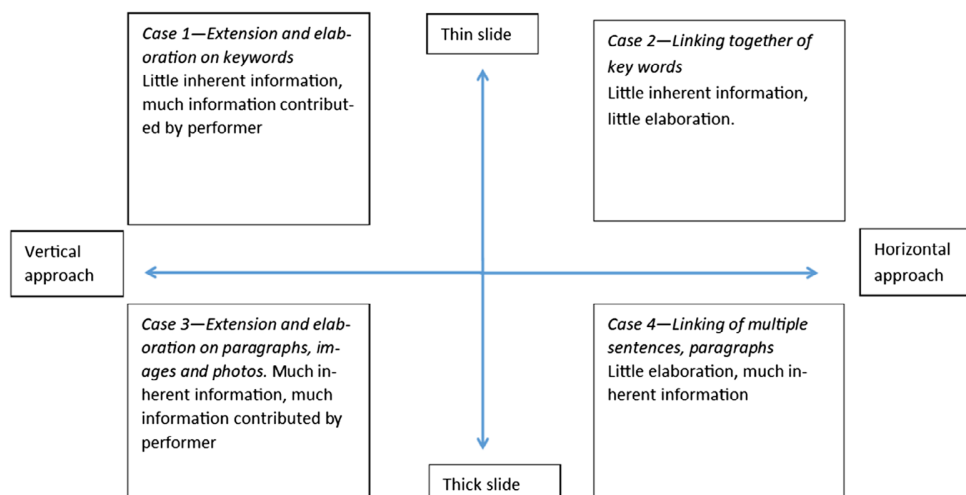 Case 1—Extension and elab-
oration on keywords
Little inherent information,
much information contribut-
ed by performer
Thin slide
Case 2—Linking together of
key words
Little inherent information,
little elaboration.
Vertical
approach
Horizontal
approach
Case 3—Extension and elab-
oration on paragraphs, im-
ages and photos. Much in-
herent information, much
information contributed by
performer
Case 4—Linking of multiple
sentences, paragraphs
Little elaboration, much in-
herent information
Thick slide